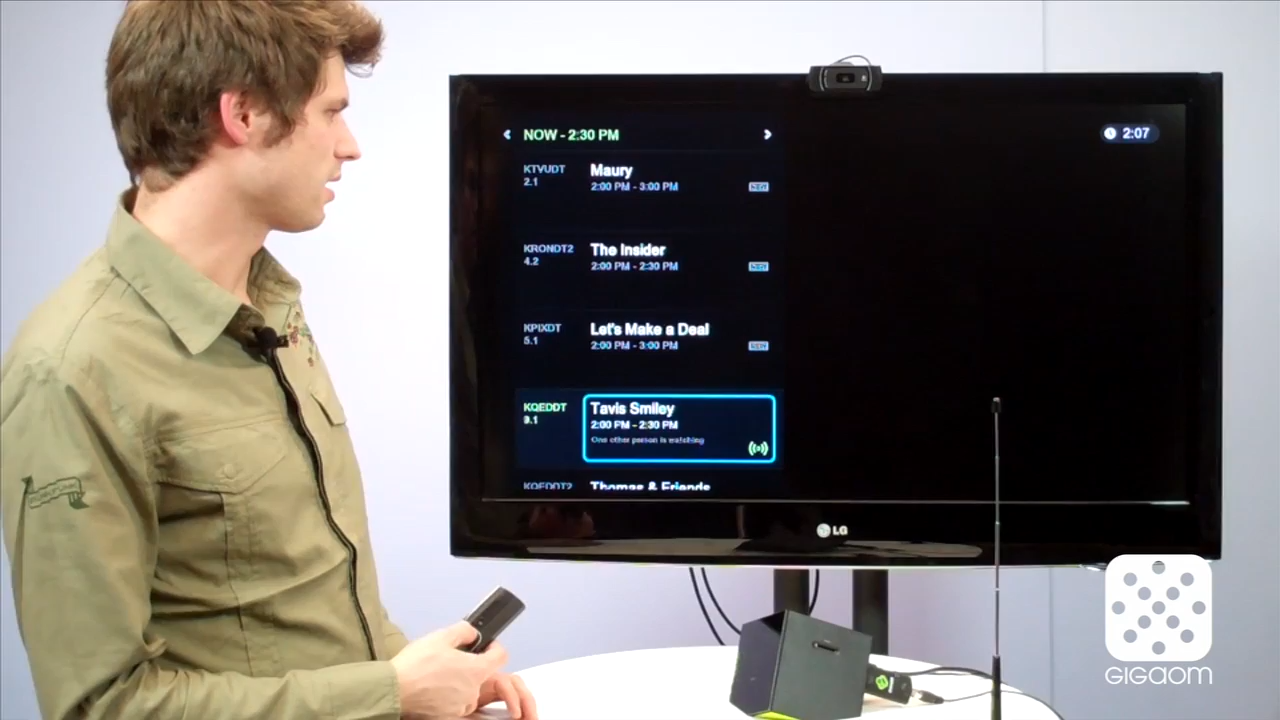 NOW - 2:30 PM
2:07
KTVUDT
2.1
Maury
2:00 PM - 3:00 PM
NEW
KRONDT2
4.2
The Insider
2:00 PM - 2:30 PM
NEW
KPIXDT
5.1
Let's Make a Deal
2:00 PM - 3:00 PM
NEW
KQEDDT
9.1
Tavis Smiley
2:00 PM - 2:30 PM
One other person is watching
KQEDDT2
Thomas & Friends
LG
GIGAOM